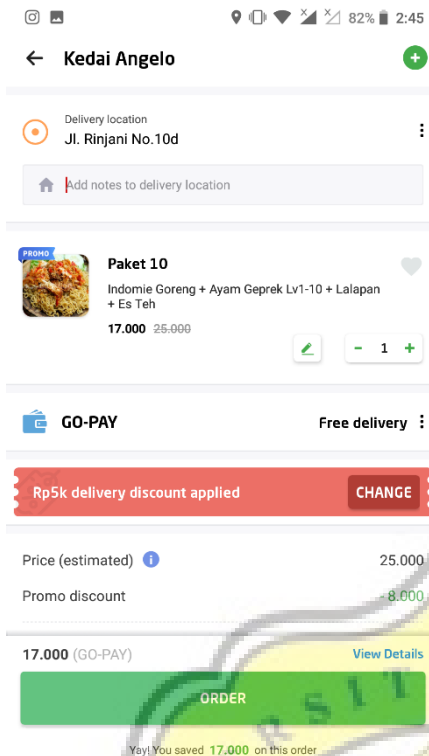 82% 2:45
Kedai Angelo
Delivery location
Jl. Rinjani No.10d
Add notes to delivery location
PROMO
Paket 10
Indomie Goreng + Ayam Geprek Lv1-10 + Lalapan
+ Es Teh
17.000 25.000
- 1 +
GO-PAY Free delivery
Rp5k delivery discount applied CHANGE
Price (estimated) i 25.000
Promo discount - 8.000
17.000 (GO-PAY) View Details
ORDER
Yay! You saved 17.000 on this order
R S I T